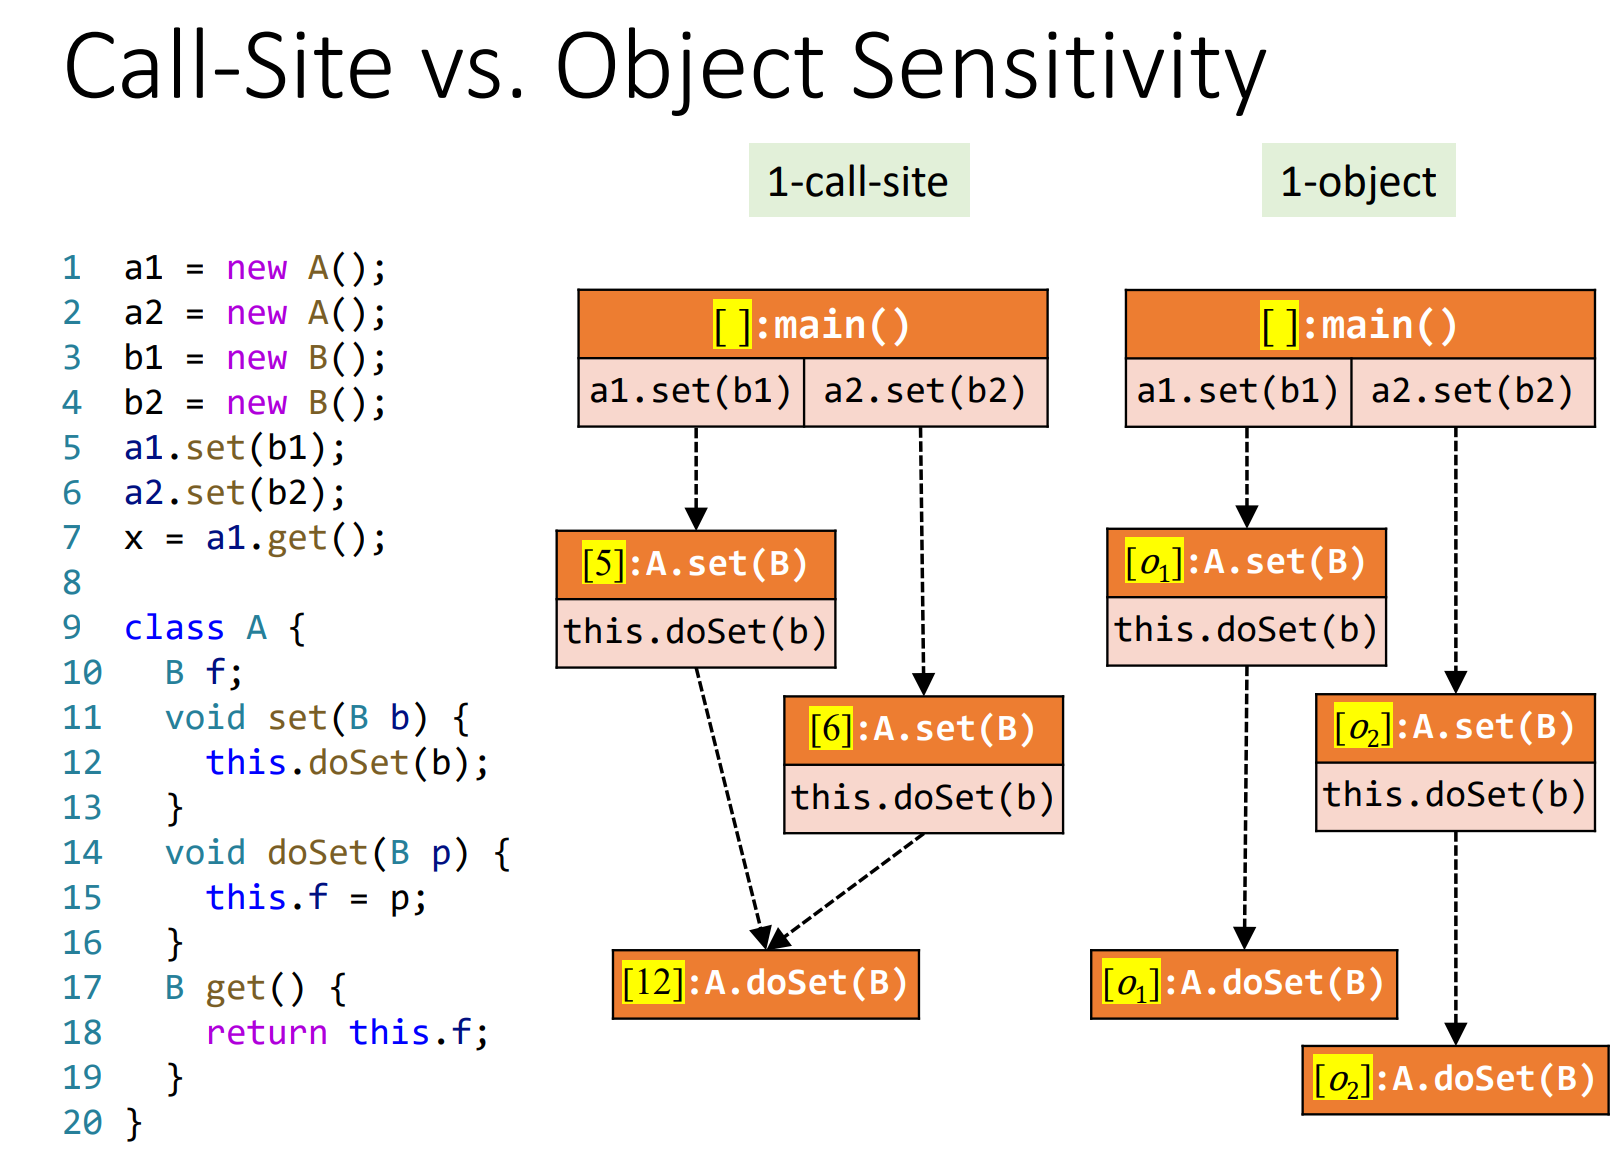 Call-Site vs. Object Sensitivity
1-call-site
1-object
1 a1 = new A();
2 a2 = new A();
3 b1 = new B();
4 b2 = new B();
5 a1.set(b1);
6 a2.set(b2);
7 x = a1.get();
8
9 class A {
10 B f;
11 void set(B b) {
12 this.doSet(b);
13 }
14 void doSet(B p) {
15 this.f = p;
16 }
17 B get() {
18 return this.f;
19 }
20 }
[ ]:main()
a1.set(b1) a2.set(b2)
[5]:A.set(B)
this.doSet(b)
[6]:A.set(B)
this.doSet(b)
[12]:A.doSet(B)
[ ]:main()
a1.set(b1) a2.set(b2)
[o1]:A.set(B)
this.doSet(b)
[o2]:A.set(B)
this.doSet(b)
[o1]:A.doSet(B)
[o2]:A.doSet(B)